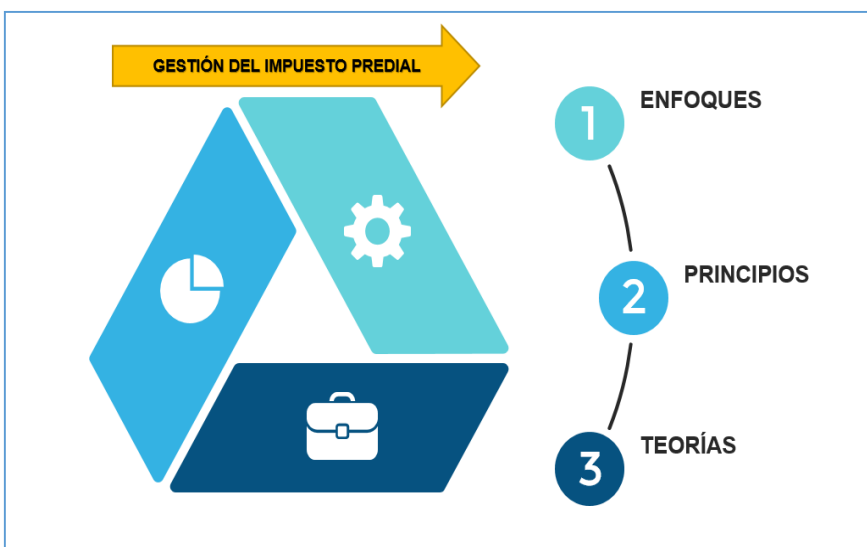 GESTIÓN DEL IMPUESTO PREDIAL
1
ENFOQUES
2
PRINCIPIOS
3
TEORÍAS